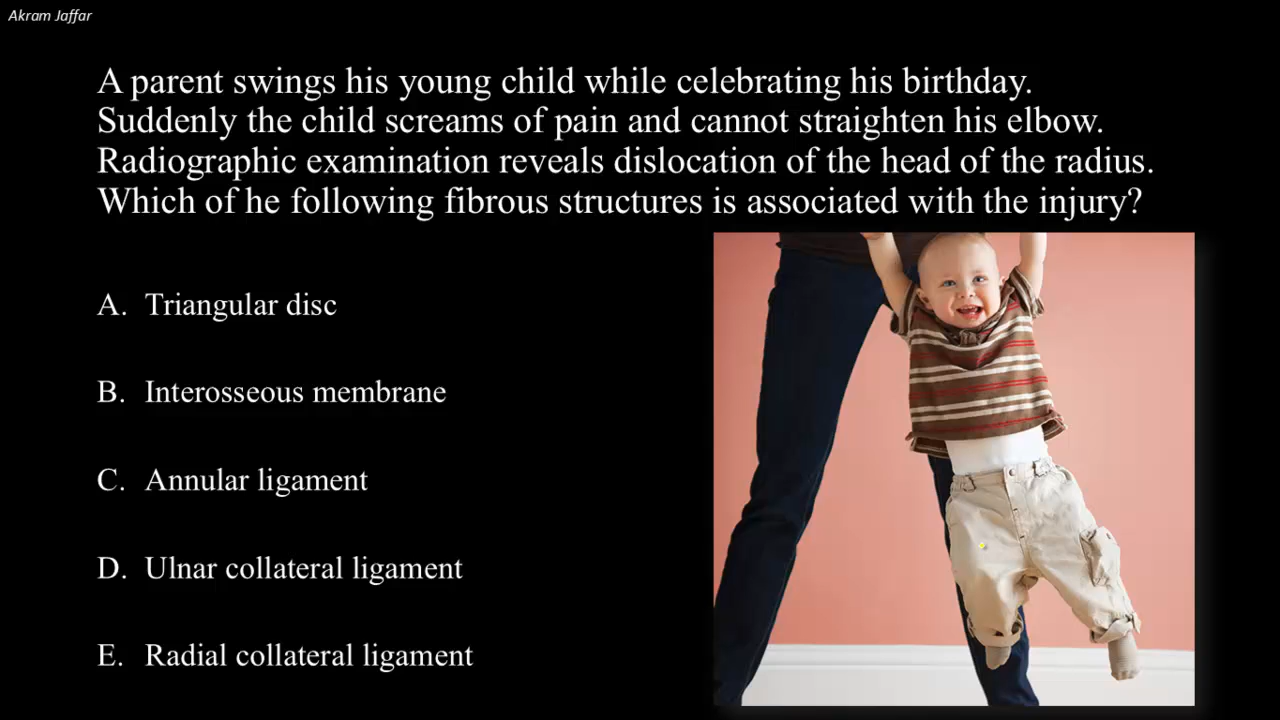 Akram Jaffar
A parent swings his young child while celebrating his birthday.
Suddenly the child screams of pain and cannot straighten his elbow.
Radiographic examination reveals dislocation of the head of the radius.
Which of he following fibrous structures is associated with the injury?
A. Triangular disc
B. Interosseous membrane
C. Annular ligament
D. Ulnar collateral ligament
E. Radial collateral ligament